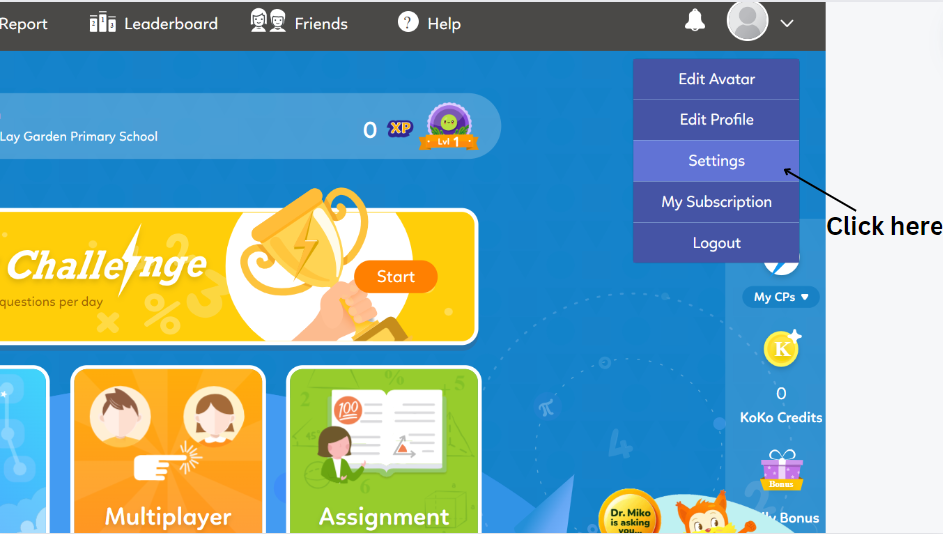 Report
Leaderboard
Friends
? Help
Edit Avatar
Edit Profile
Settings
My Subscription
Logout
Click here
Lay Garden Primary School
0 XP
Lvl 1
Challenge
questions per day
Start
My CPs
K
0
KoKo Credits
Bonus
Bonus
100
Multiplayer
Assignment
Dr. Miko
is asking
you...